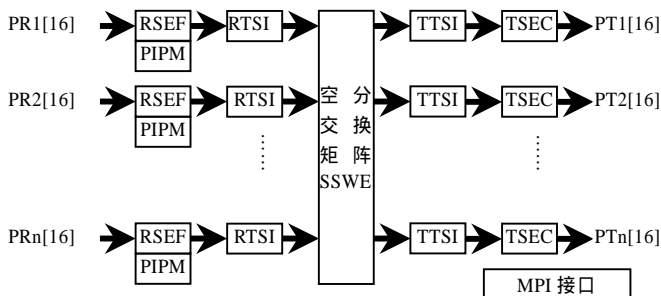 PR1[16] RSEF RTSI TTSI TSEC PT1[16]
PIPM
PR2[16] RSEF RTSI 空 分 TTSI TSEC PT2[16]
PIPM 交 换
矩 阵
SSWE
PRn[16] RSEF RTSI TTSI TSEC PTn[16]
PIPM
MPI 接口